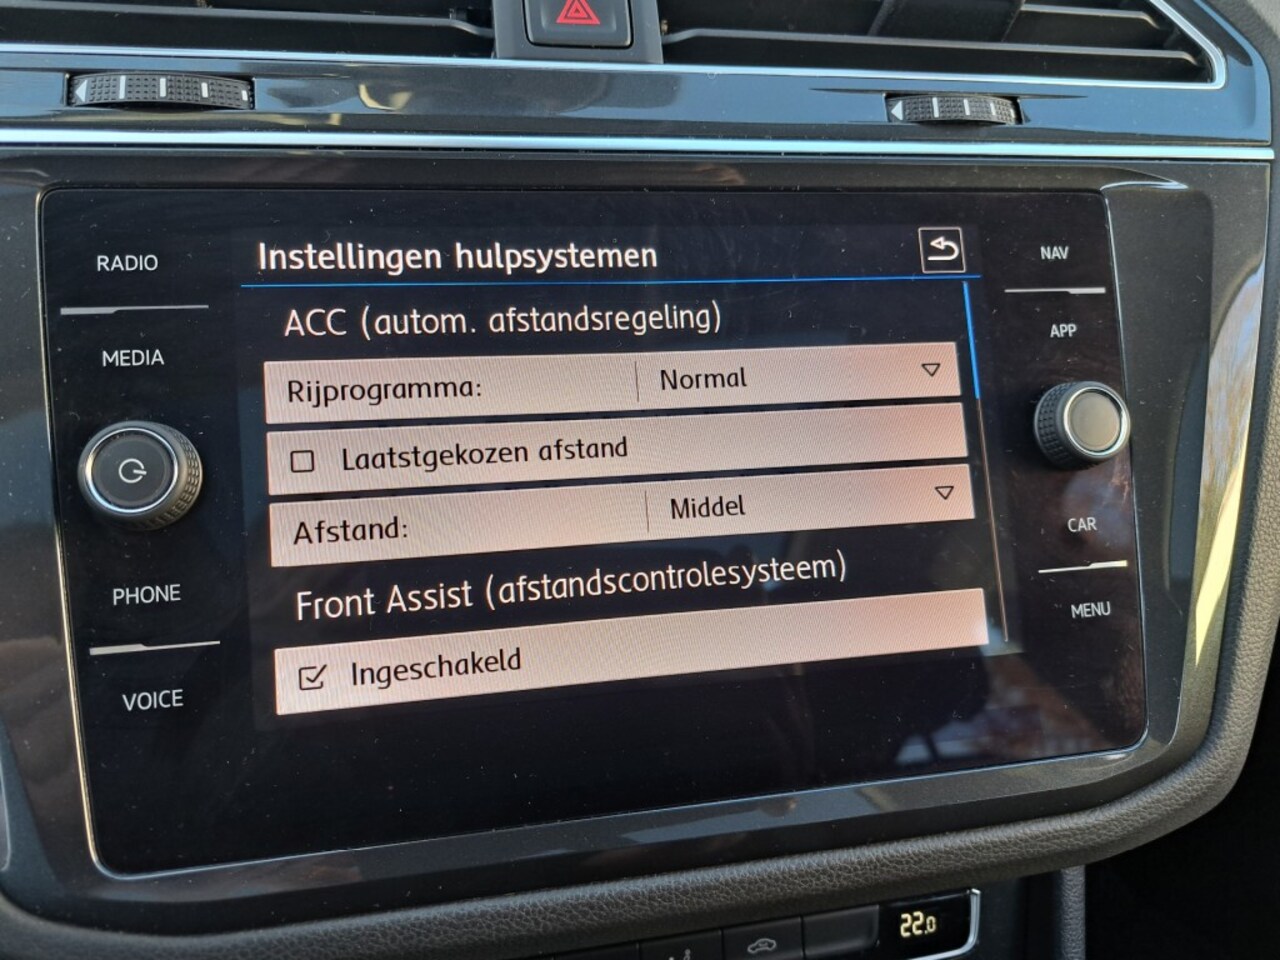 RADIO
MEDIA
PHONE
VOICE
Instellingen hulpsystemen
ACC (autom. afstandsregeling)
Rijprogramma: Normal
Laatstgekozen afstand
Afstand: Middel
Front Assist (afstandscontrolesysteem)
Ingeschakeld
NAV
APP
CAR
MENU
22.0